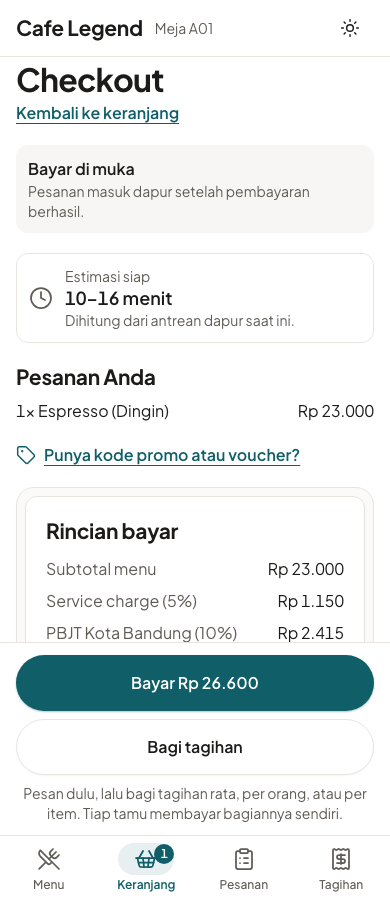 Cafe Legend Meja A01
Checkout
Kembali ke keranjang
Bayar di muka
Pesanan masuk dapur setelah pembayaran
berhasil.
Estimasi siap
10–16 menit
Dihitung dari antrean dapur saat ini.
Pesanan Anda
1× Espresso (Dingin) Rp 23.000
Punya kode promo atau voucher?
Rincian bayar
Subtotal menu Rp 23.000
Service charge (5%) Rp 1.150
PBJT Kota Bandung (10%) Rp 2.415
Bayar Rp 26.600
Bagi tagihan
Pesan dulu, lalu bagi tagihan rata, per orang, atau per
item. Tiap tamu membayar bagiannya sendiri.
1
Menu Keranjang Pesanan Tagihan